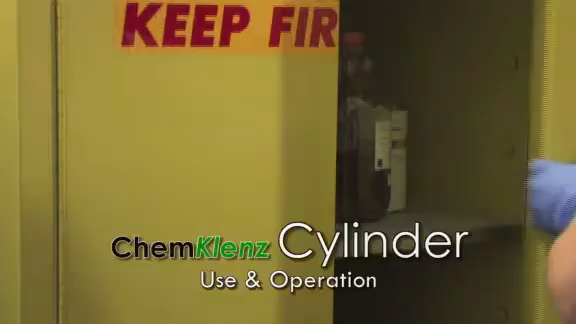 KEEP FIR
ChemKlenz Cylinder
Use & Operation